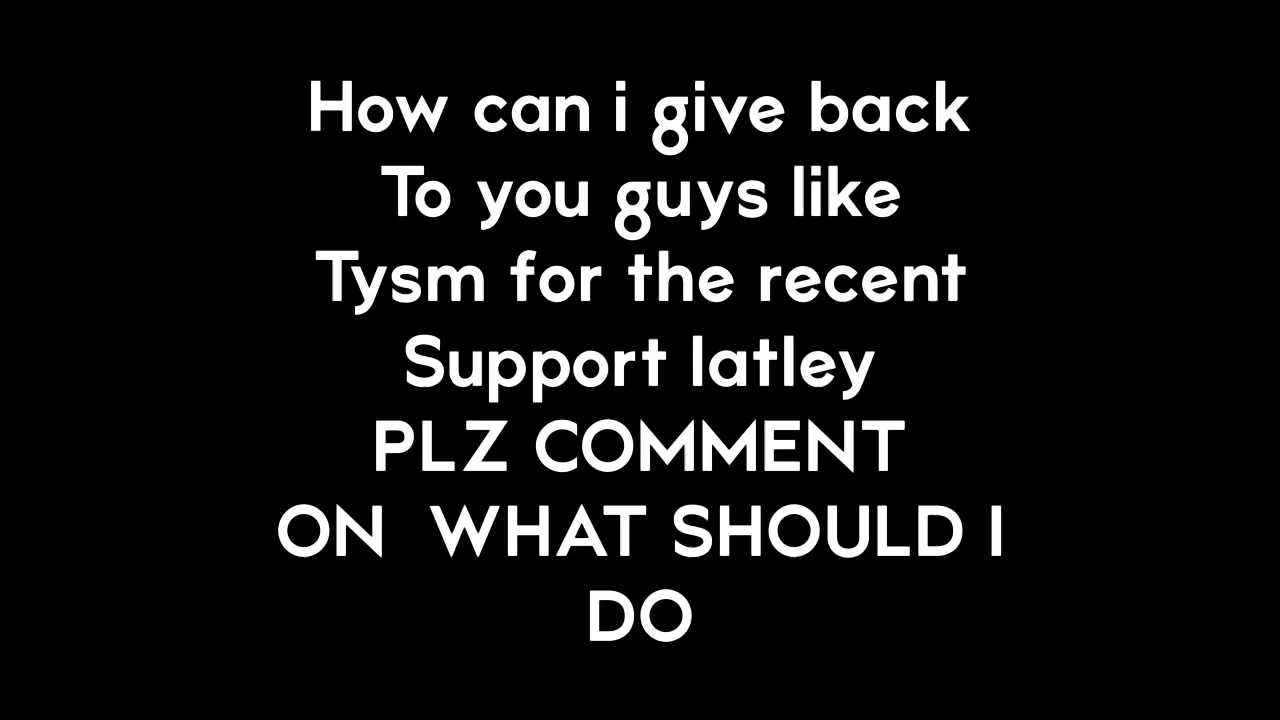 How can i give back
To you guys like
Tysm for the recent
Support latley
PLZ COMMENT
ON  WHAT SHOULD I
DO